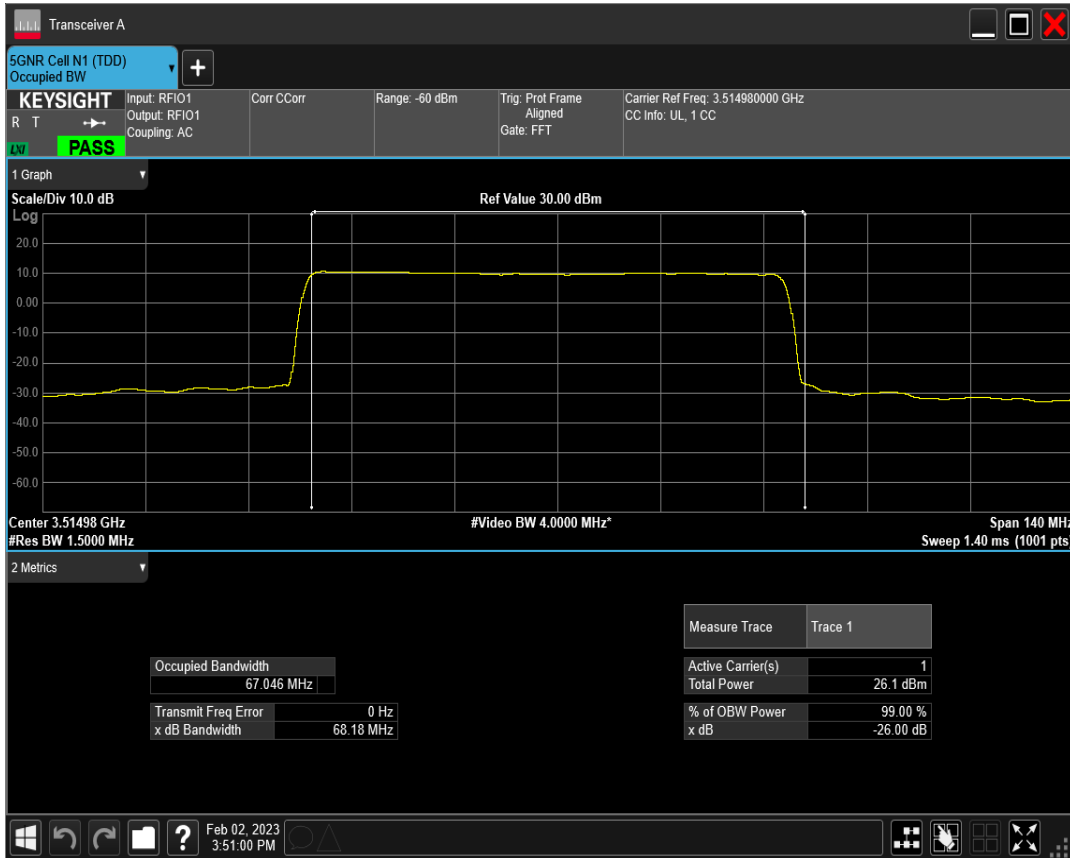 Transceiver A
5GNR Cell N1 (TDD)
Occupied BW
+
KEYSIGHT
R T
LXI
PASS
Input: RFIO1
Output: RFIO1
Coupling: AC
Corr CCorr
Range: -60 dBm
Trig: Prot Frame
Aligned
Gate: FFT
Carrier Ref Freq: 3.514980000 GHz
CC Info: UL, 1 CC
1 Graph
Scale/Div 10.0 dB
Ref Value 30.00 dBm
Log
20.0
10.0
0.00
-10.0
-20.0
-30.0
-40.0
-50.0
-60.0
Center 3.51498 GHz
#Video BW 4.0000 MHz*
Span 140 MHz
#Res BW 1.5000 MHz
Sweep 1.40 ms (1001 pts)
2 Metrics
Measure Trace Trace 1
Occupied Bandwidth
67.046 MHz
Active Carrier(s) 1
Total Power 26.1 dBm
Transmit Freq Error 0 Hz
x dB Bandwidth 68.18 MHz
% of OBW Power 99.00 %
x dB -26.00 dB
?
Feb 02, 2023
3:51:00 PM